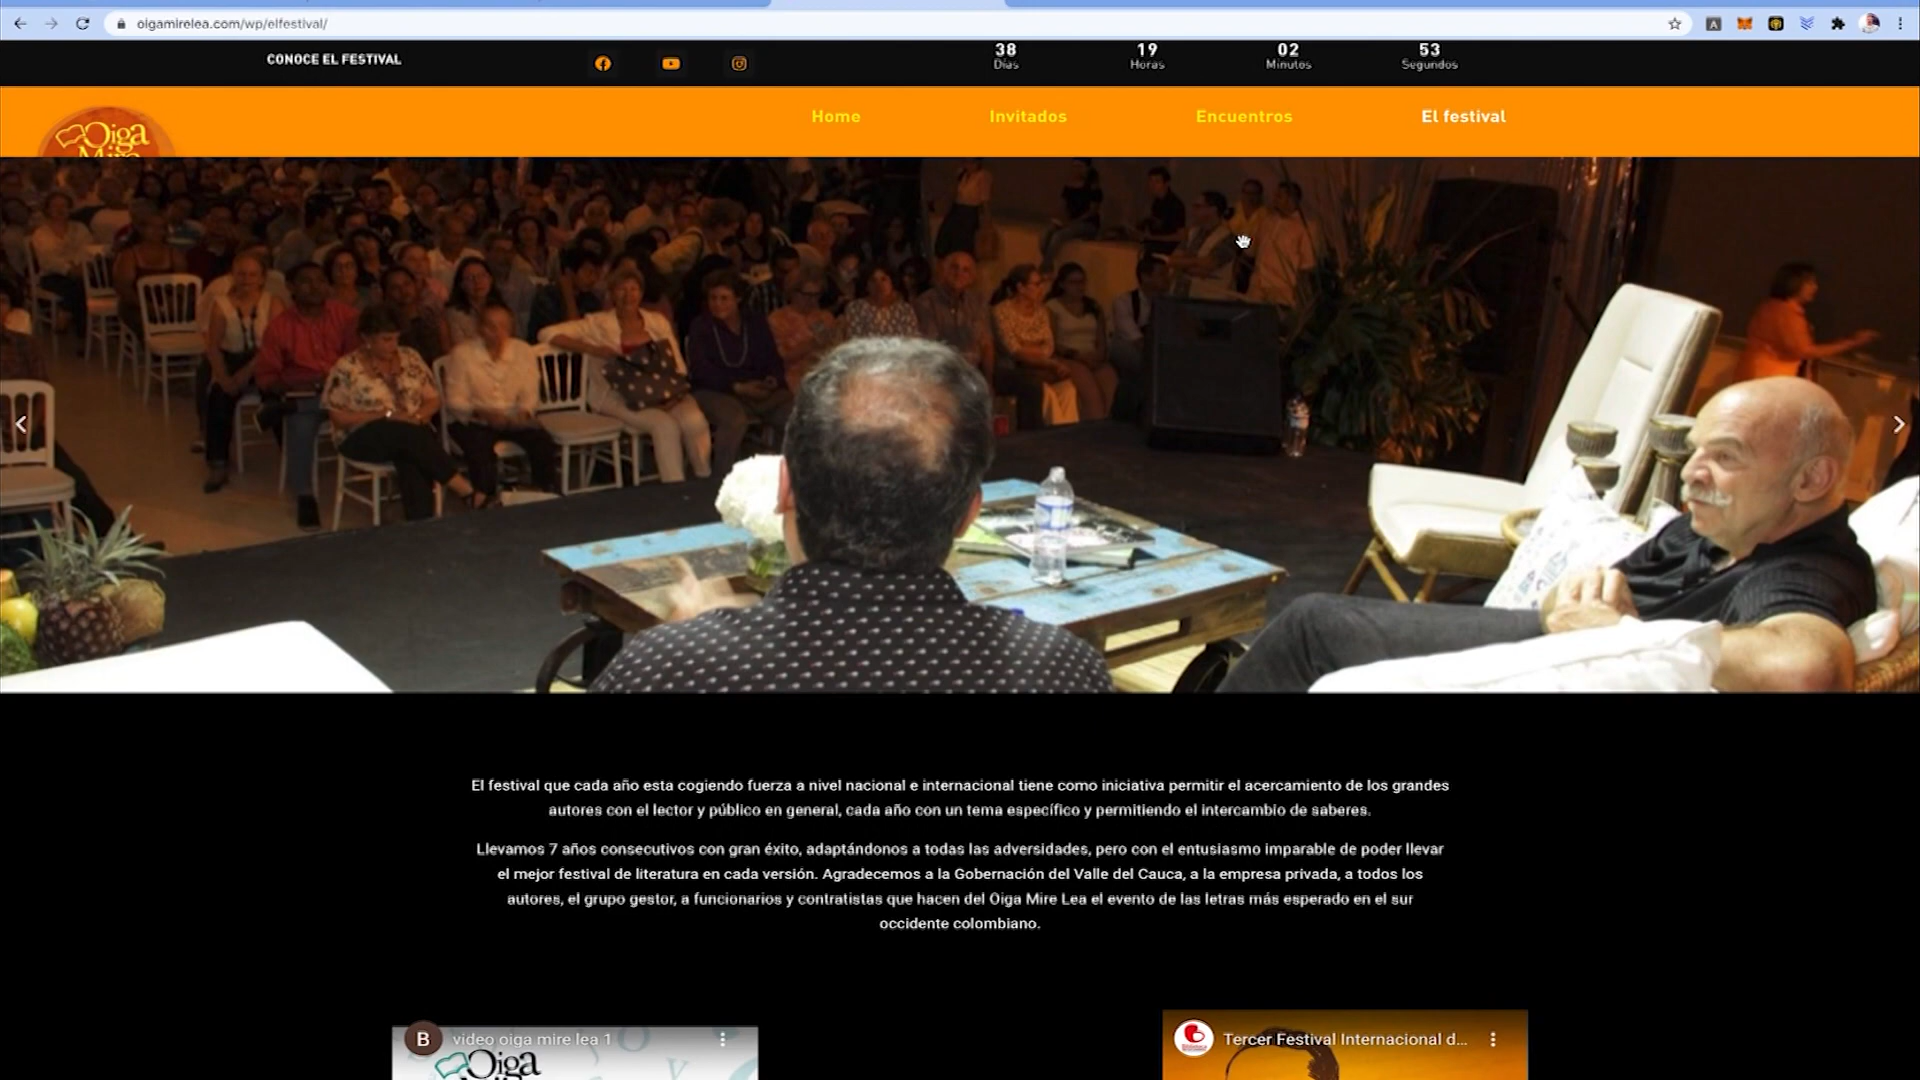 oigamirelea.com/wp/elfestival/
CONOCE EL FESTIVAL
38
19
02
53
Días
Horas
Minutos
Segundos
Oiga
Mire
Home
Invitados
Encuentros
El festival
El festival que cada año esta cogiendo fuerza a nivel nacional e internacional tiene como iniciativa permitir el acercamiento de los grandes
autores con el lector y público en general, cada año con un tema específico y permitiendo el intercambio de saberes.
Llevamos 7 años consecutivos con gran éxito, adaptándonos a todas las adversidades, pero con el entusiasmo imparable de poder llevar
el mejor festival de literatura en cada versión. Agradecemos a la Gobernación del Valle del Cauca, a la empresa privada, a todos los
autores, el grupo gestor, a funcionarios y contratistas que hacen del Oiga Mire Lea el evento de las letras más esperado en el sur
occidente colombiano.
B
video oiga mire lea 1
Oiga
Tercer Festival Internacional d...